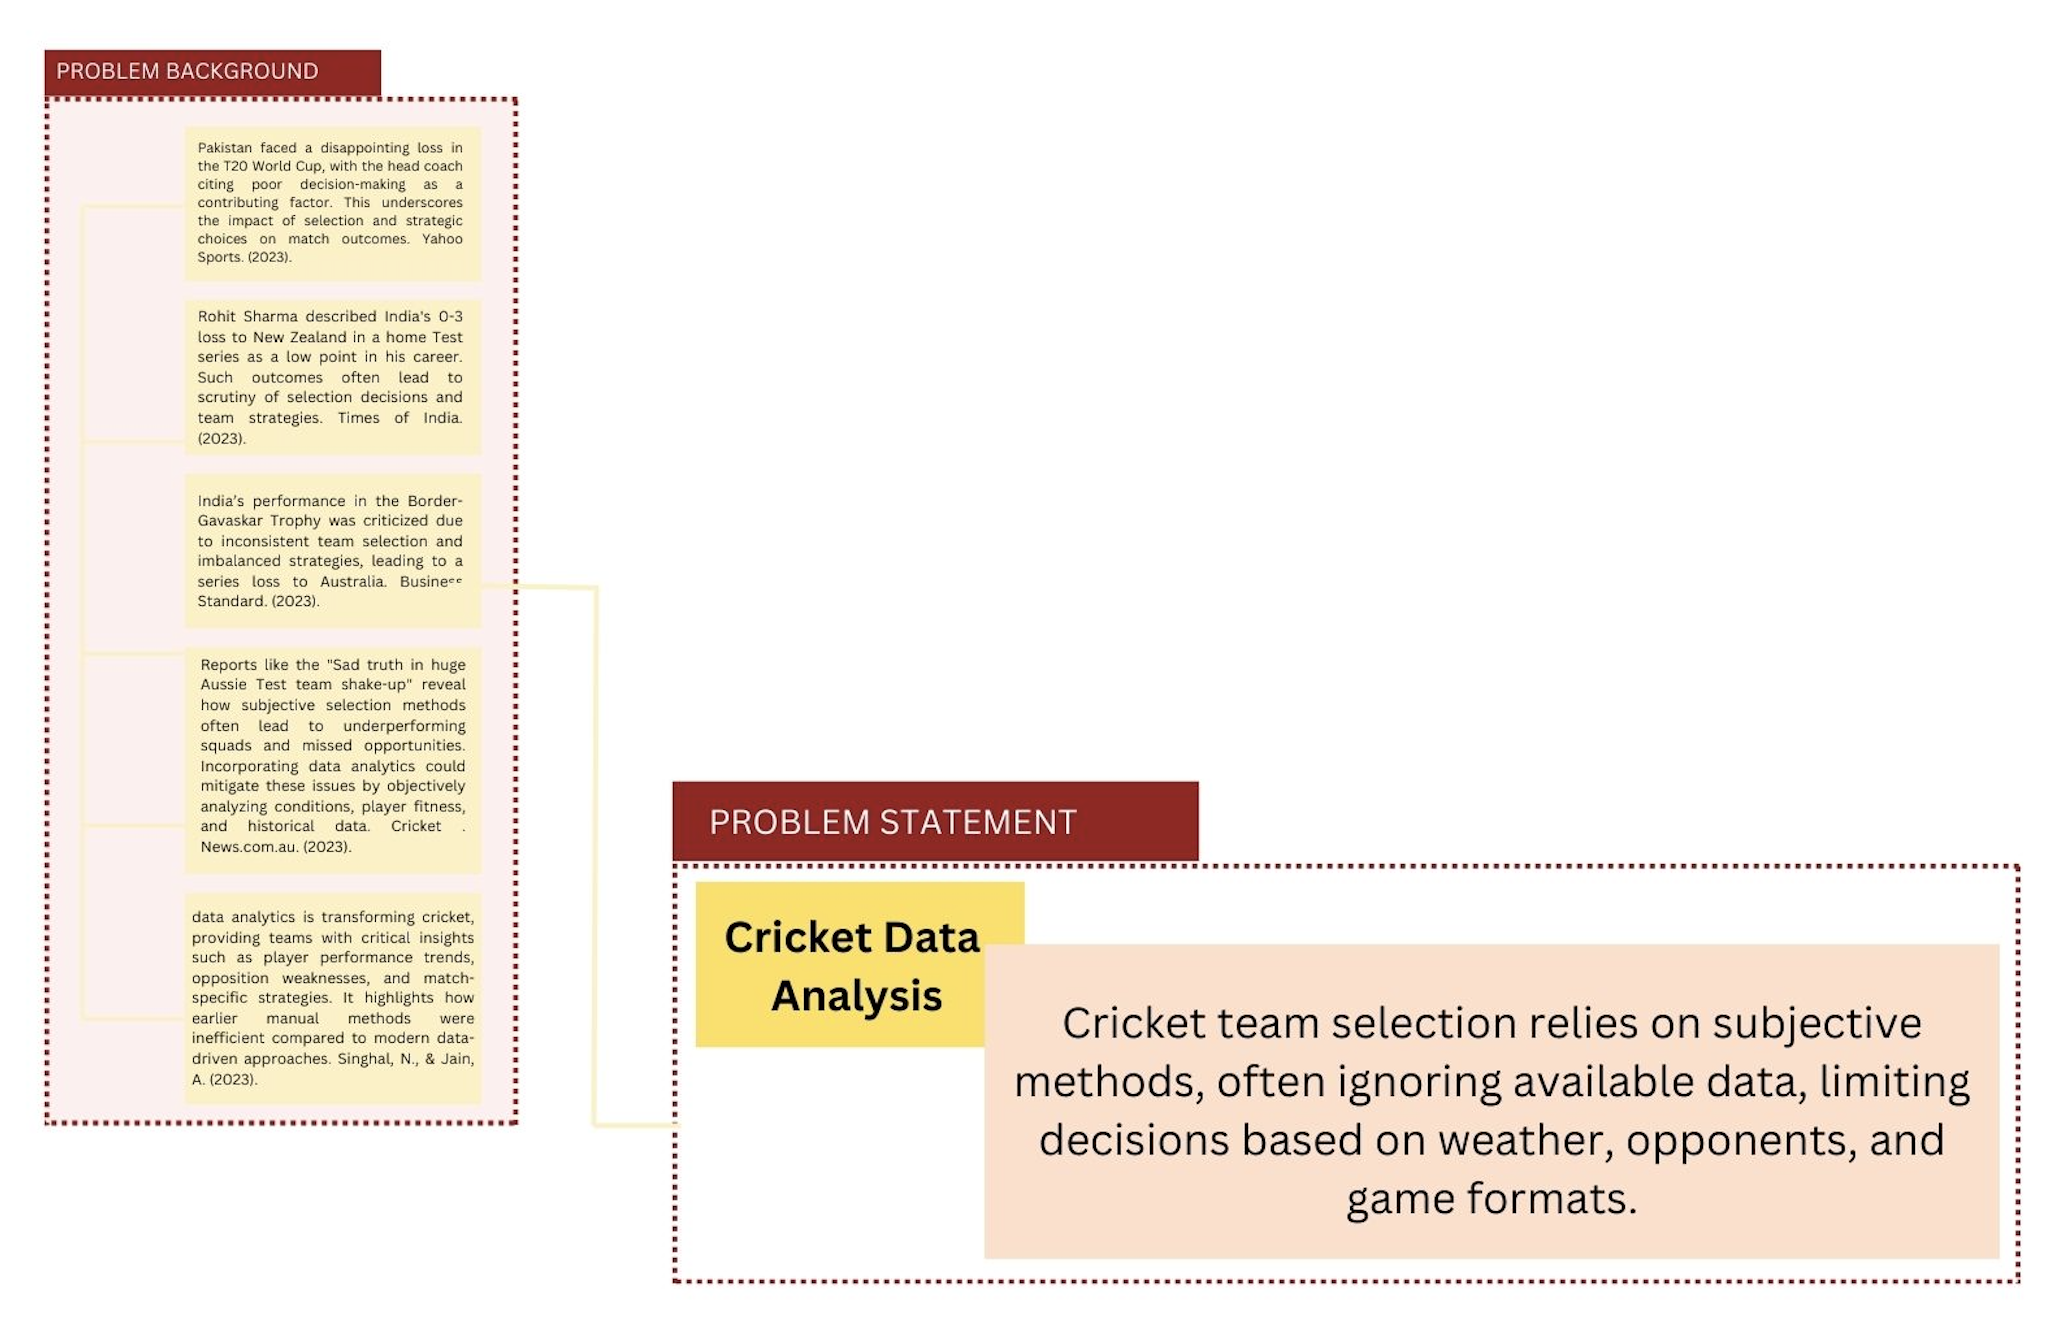 PROBLEM BACKGROUND
Pakistan faced a disappointing loss in
the T20 World Cup, with the head coach
citing poor decision-making as a
contributing factor. This underscores
the impact of selection and strategic
choices on match outcomes. Yahoo
Sports. (2023).
Rohit Sharma described India's 0-3
loss to New Zealand in a home Test
series as a low point in his career.
Such outcomes often lead to
scrutiny of selection decisions and
team strategies. Times of India.
(2023).
India's performance in the Border-
Gavaskar Trophy was criticized due
to inconsistent team selection and
imbalanced strategies, leading to a
series loss to Australia. Business
Standard. (2023).
Reports like the "Sad truth in huge
Aussie Test team shake-up" reveal
how subjective selection methods
often lead to underperforming
squads and missed opportunities.
Incorporating data analytics could
mitigate these issues by objectively
analyzing conditions, player fitness,
and historical data. Cricket .
News.com.au. (2023).
data analytics is transforming cricket,
providing teams with critical insights
such as player performance trends,
opposition weaknesses, and match-
specific strategies. It highlights how
earlier manual methods were
inefficient compared to modern data-
driven approaches. Singhal, N., & Jain,
A. (2023).
PROBLEM STATEMENT
Cricket Data
Analysis
Cricket team selection relies on subjective
methods, often ignoring available data, limiting
decisions based on weather, opponents, and
game formats.